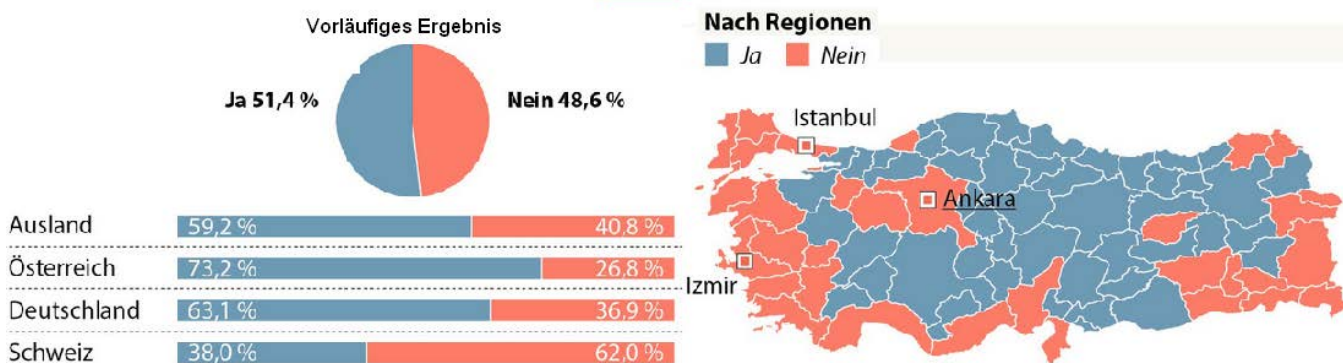 Vorläufiges Ergebnis
Ja 51,4 %
Nein 48,6 %
Ausland 59,2 % 40,8 %
Österreich 73,2 % 26,8 %
Deutschland 63,1 % 36,9 %
Schweiz 38,0 % 62,0 %
Nach Regionen
Ja Nein
Istanbul
Ankara
Izmir